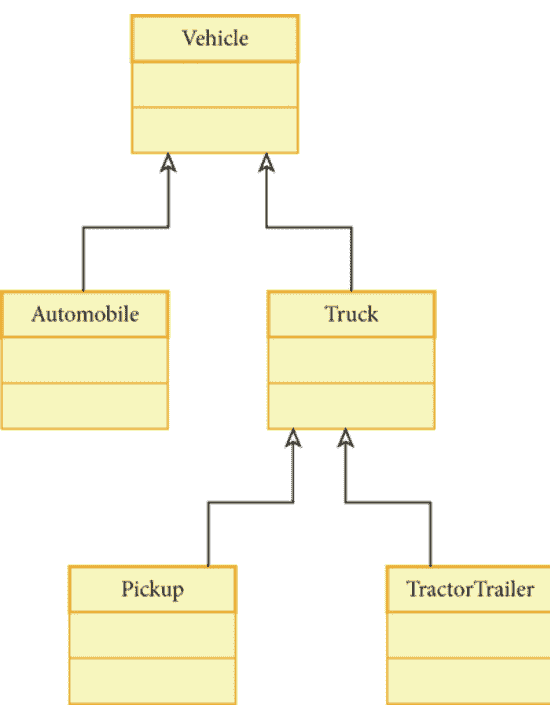 Vehicle
Automobile
Truck
Pickup
TractorTrailer